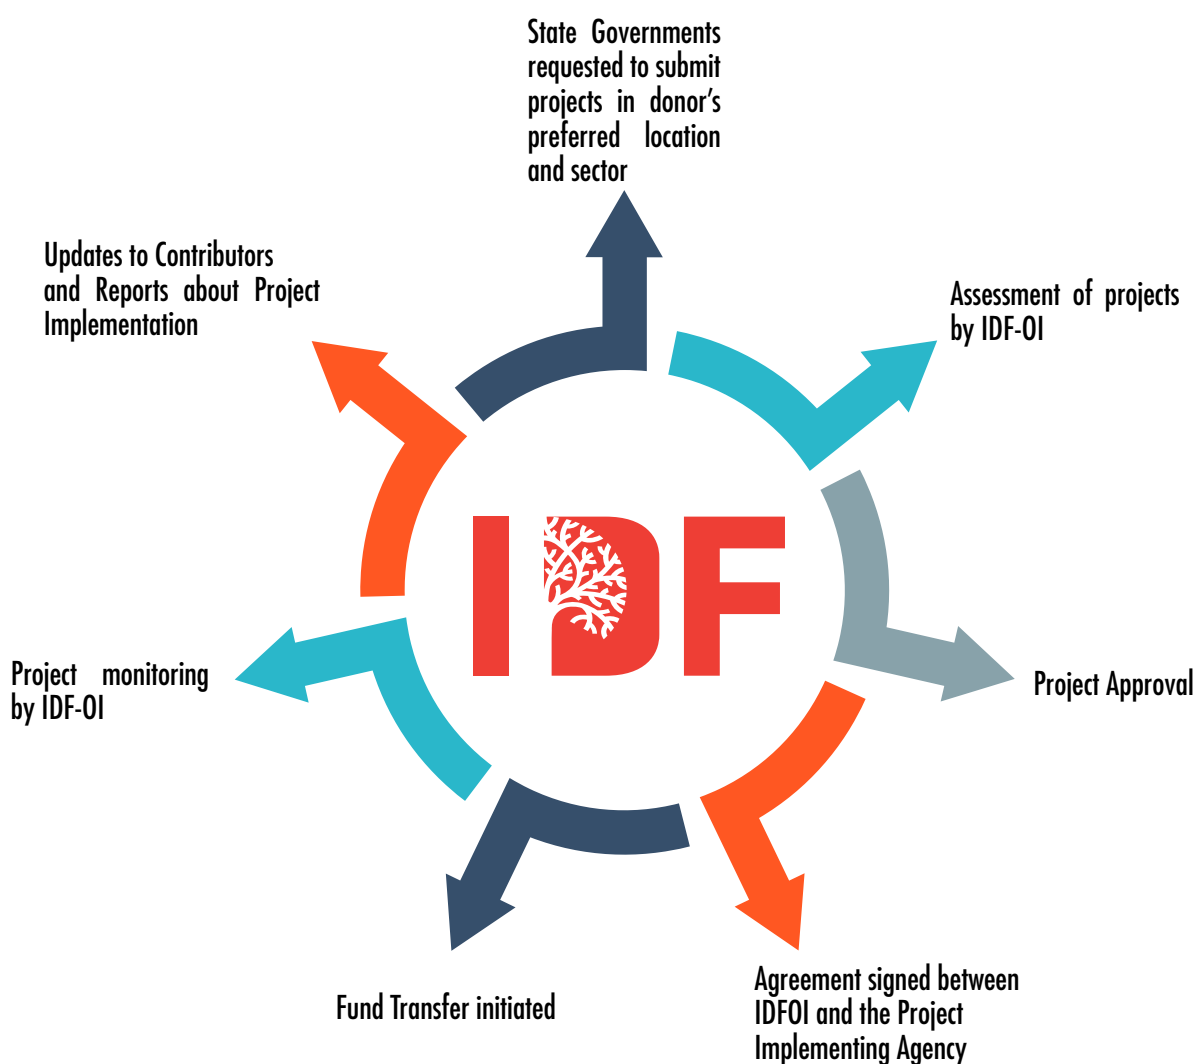 State Governments
requested to submit
projects in donor's
preferred location
and sector
Assessment of projects
by IDF-OI
Project Approval
Agreement signed between
IDFOI and the Project
Implementing Agency
Fund Transfer initiated
Project monitoring
by IDF-OI
Updates to Contributors
and Reports about Project
Implementation
IDF